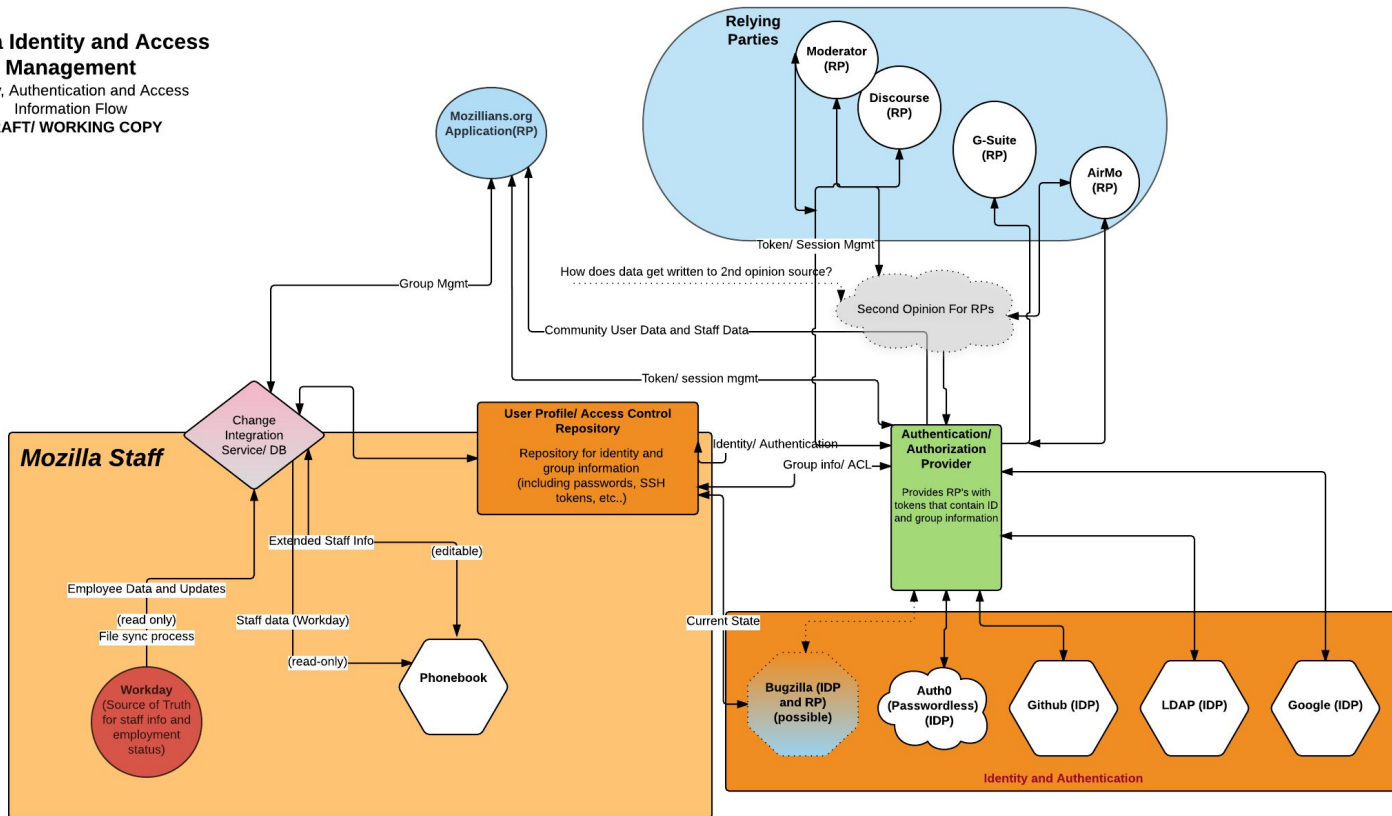 Identity and Access
Management
Authentication and Access
Information Flow
WORKING COPY
Relying
Parties
Moderator
(RP)
Discourse
(RP)
G-Suite
(RP)
AirMo
(RP)
Mozillians.org
Application(RP)
Token/ Session Mgmt
How does data get written to 2nd opinion source?
Second Opinion For RPs
Group Mgmt
Community User Data and Staff Data
Token/ session mgmt
Change
Integration
Service/ DB
Mozilla Staff
User Profile/ Access Control
Repository
Repository for identity and
group information
(including passwords, SSH
tokens, etc..)
Identity/ Authentication
Group info/ ACL
Authentication/
Authorization
Provider
Provides RP's with
tokens that contain ID
and group information
Extended Staff Info
(editable)
Employee Data and Updates
(read only)
File sync process
Staff data (Workday)
(read-only)
Current State
Workday
(Source of Truth
for staff info and
employment
status)
Phonebook
Bugzilla (IDP
and RP)
(possible)
Auth0
(Passwordless)
(IDP)
Github (IDP)
LDAP (IDP)
Google (IDP)
Identity and Authentication